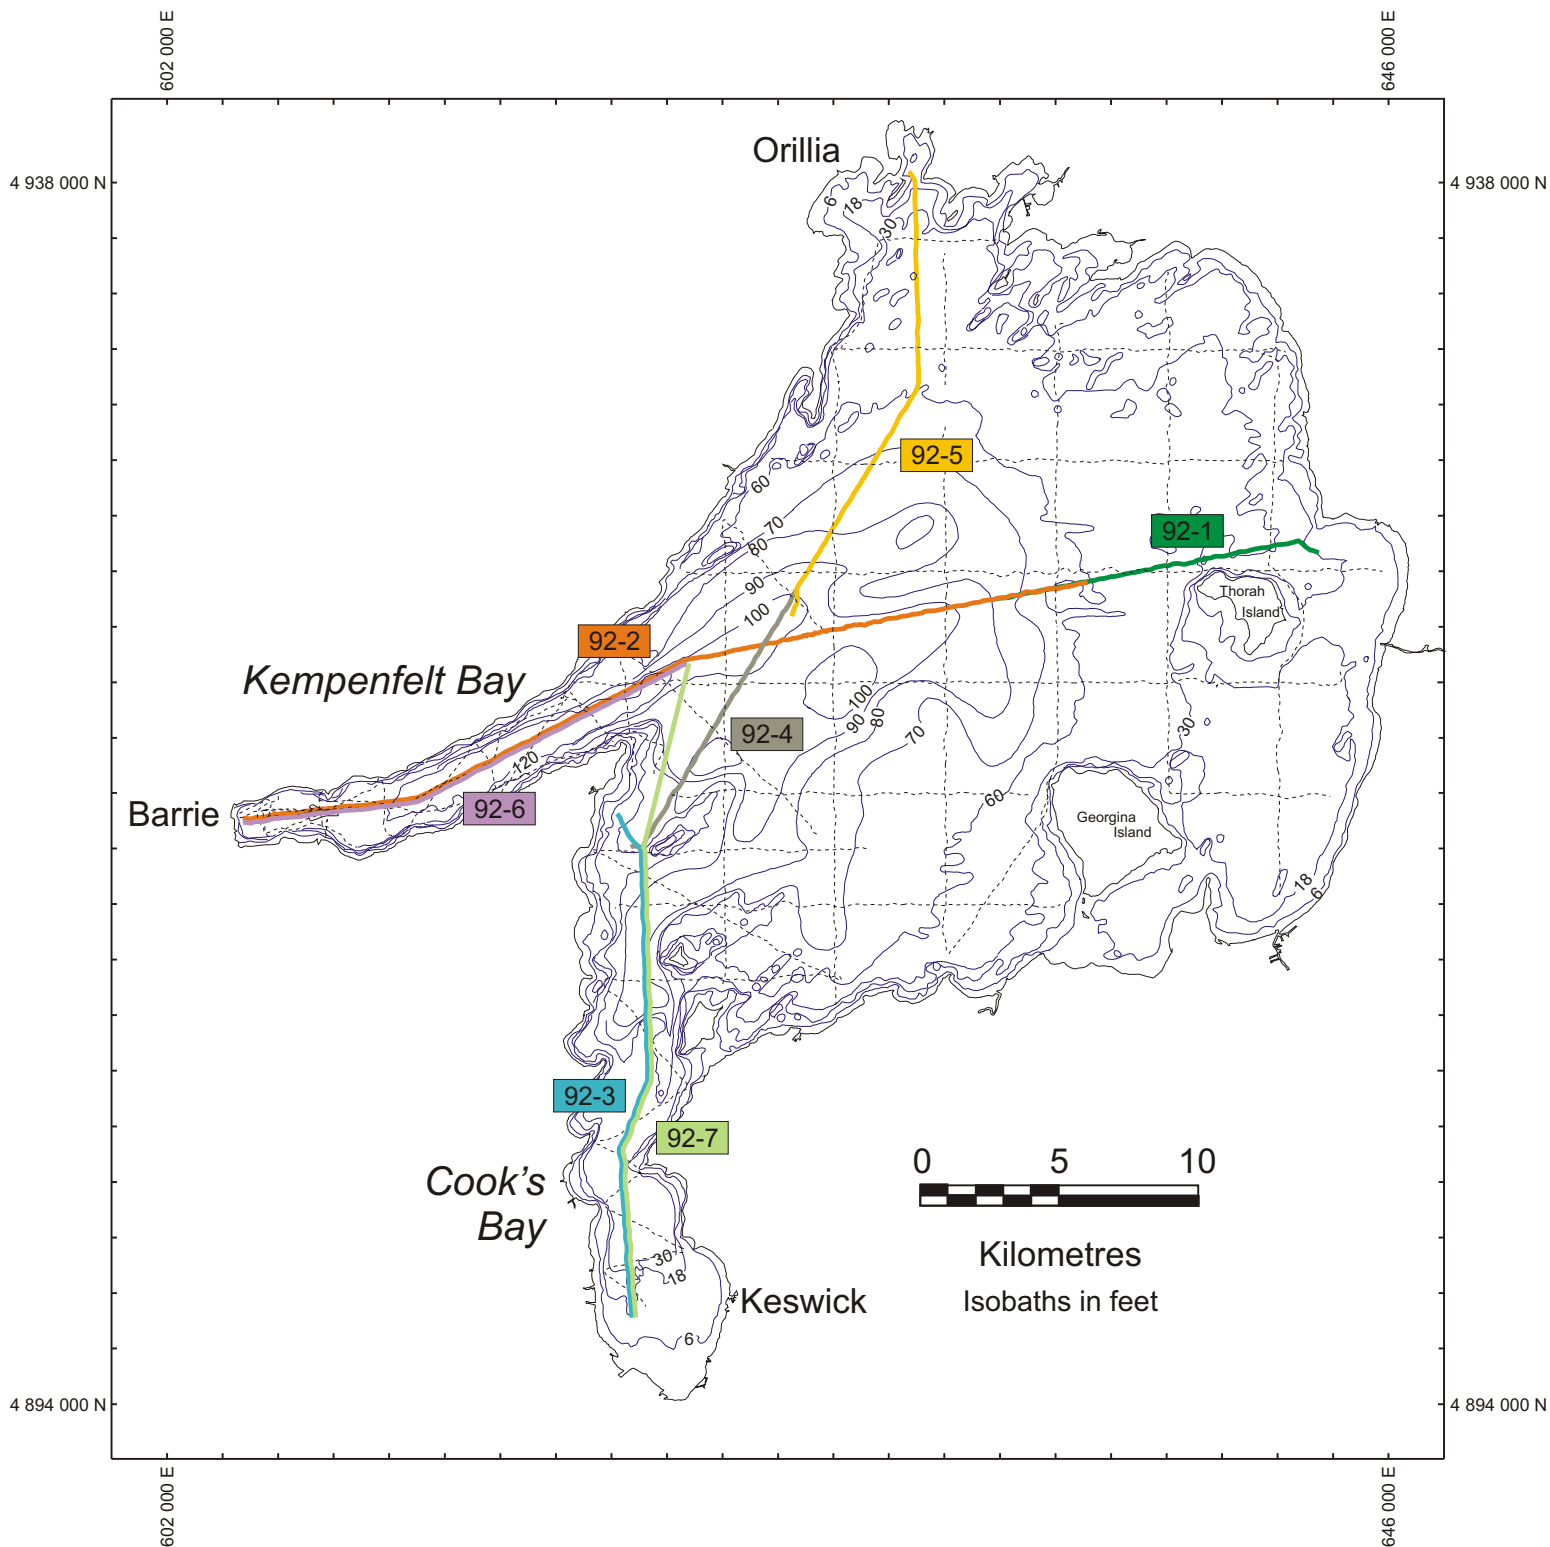 602 000 E
646 000 E
Orillia
4 938 000 N
4 938 000 N
6
18
30
92-5
60
70
80
92-1
90
100
Thorah
Island
92-2
Kempenfelt Bay
100
90
80
92-4
70
30
120
60
Barrie
92-6
Georgina
Island
18
6
92-3
92-7
0 5 10
Cook's
Bay
30
18
Kilometres
Keswick
Isobaths in feet
6
4 894 000 N
4 894 000 N
602 000 E
646 000 E